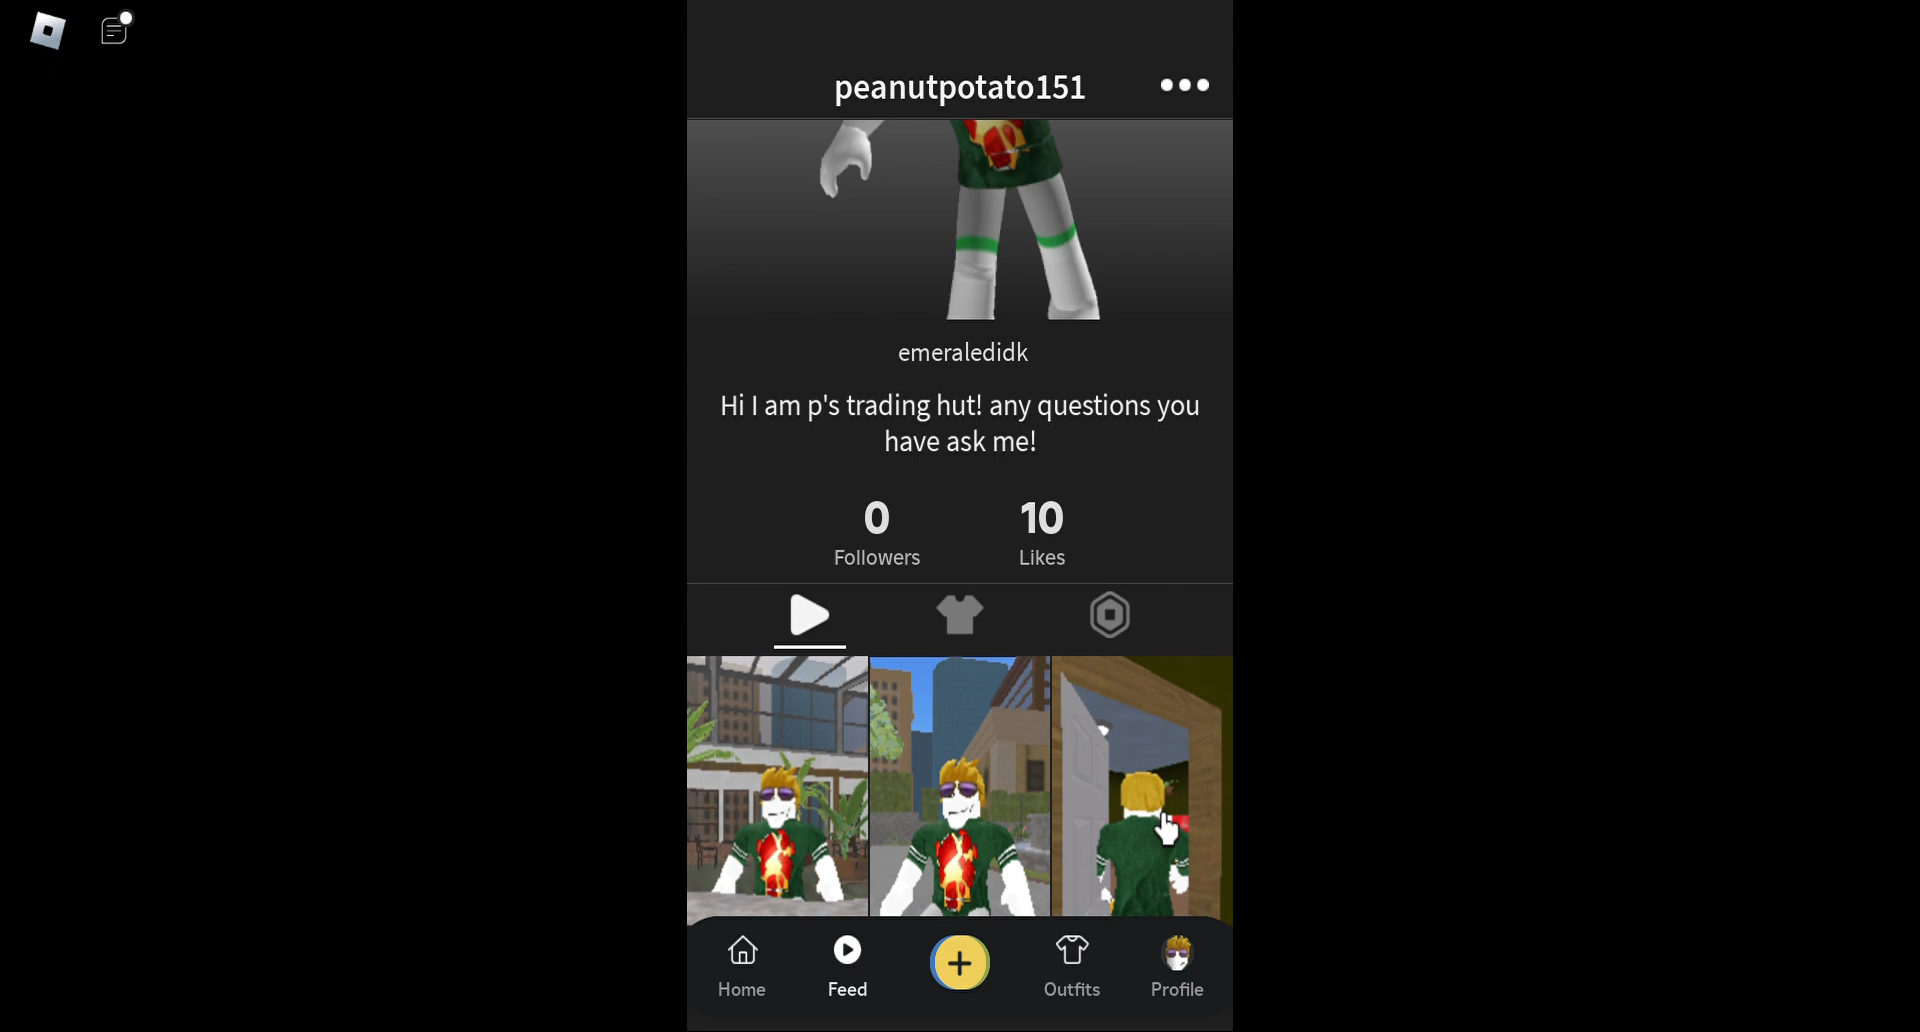 peanutpotato151
emeraledidk
Hi I am p's trading hut! any questions you
have ask me!
0 10
Followers Likes
Home Feed Outfits Profile